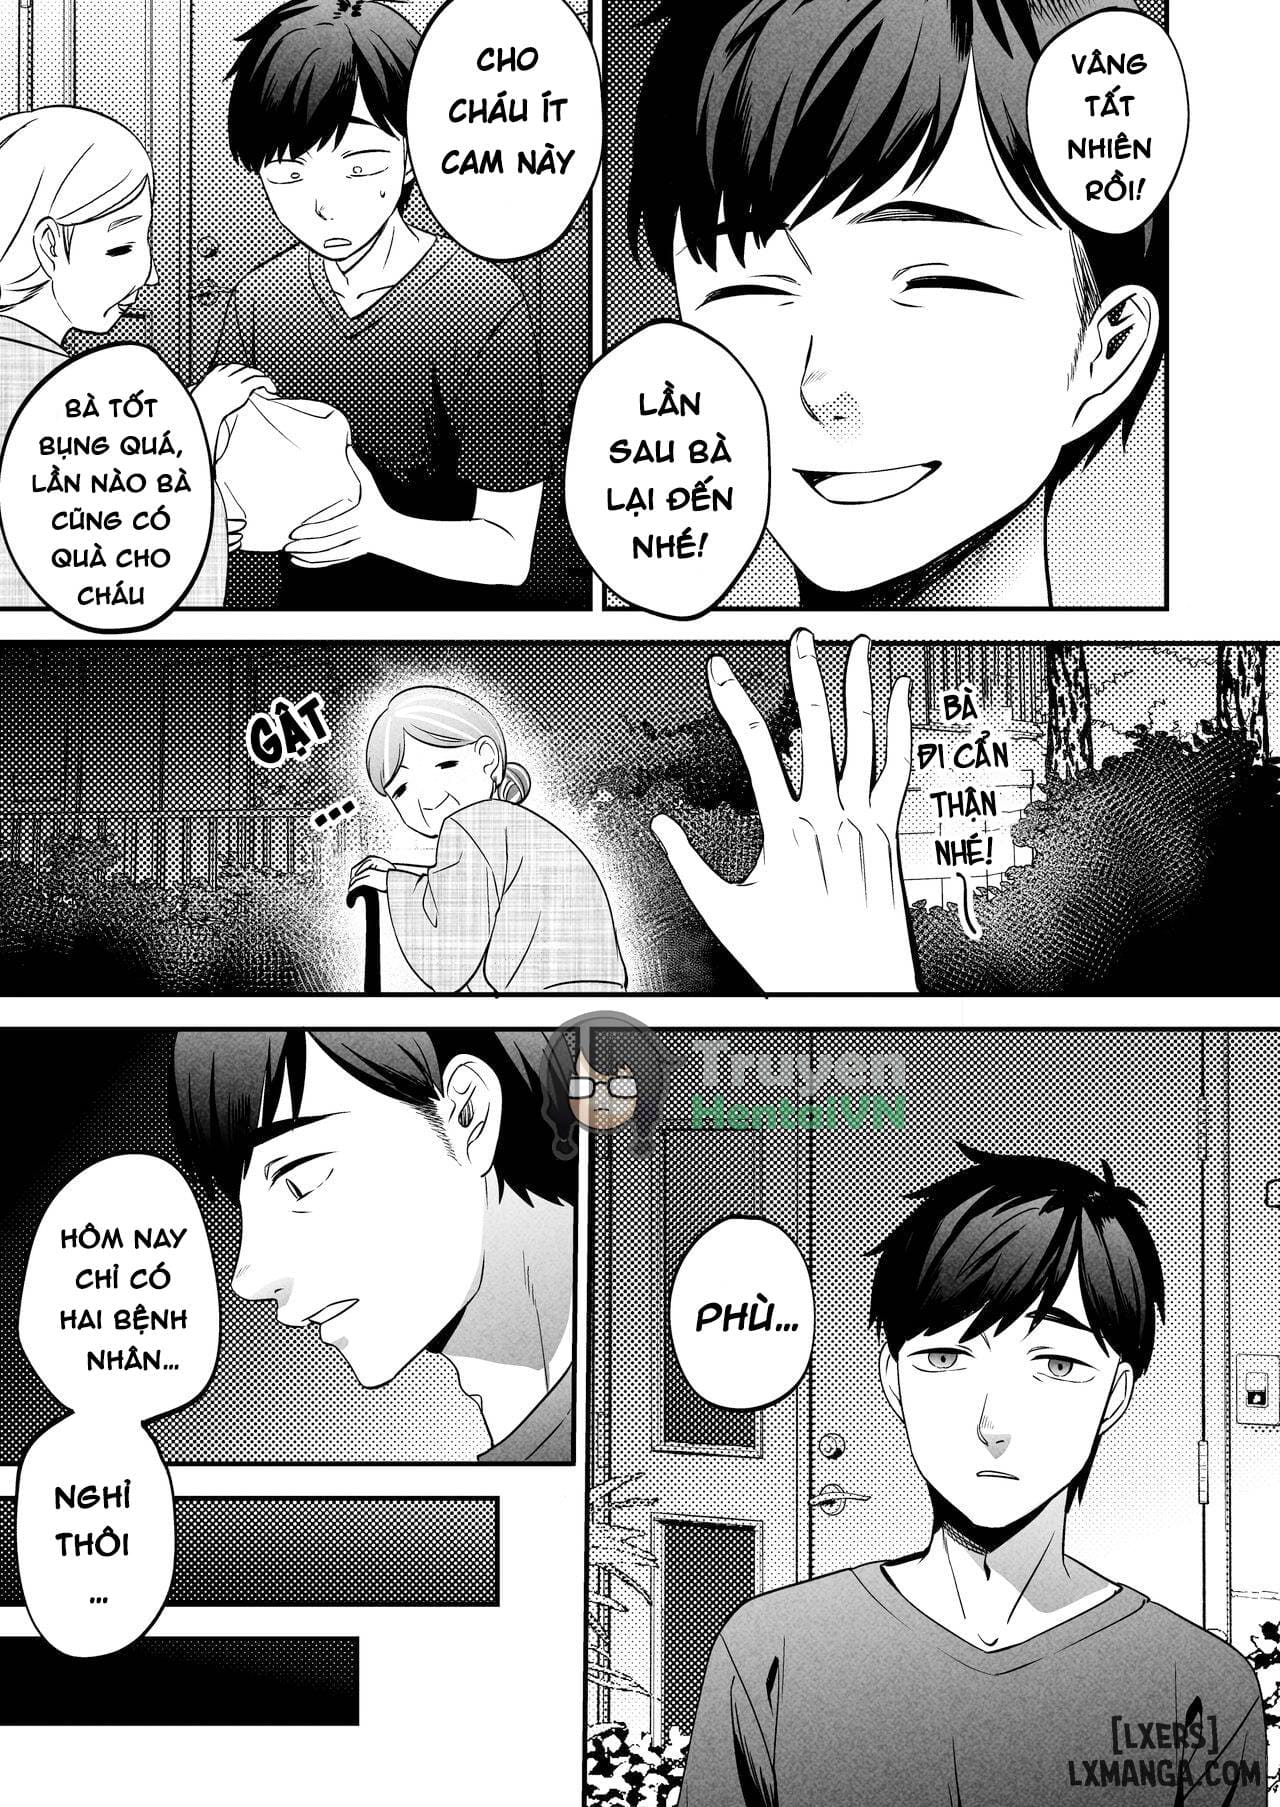 VÂNG
TẤT
NHIÊN
RỒI!
LẦN
SAU BÀ
LẠI ĐẾN
NHÉ!
CHO
CHÁU ÍT
CAM NÀY
BÀ TỐT
BỤNG QUÁ,
LẦN NÀO BÀ
CŨNG CÓ
QUÀ CHO
CHÁU
BÀ
ĐI CẨN
THẬN
NHÉ!
GẬT
...
Truyen
HentaiVN
PHÙ...
HÔM NAY
CHỈ CÓ
HAI BỆNH
NHÂN...
NGHỈ
THÔI
...
[LXERS]
LXMANGA.COM